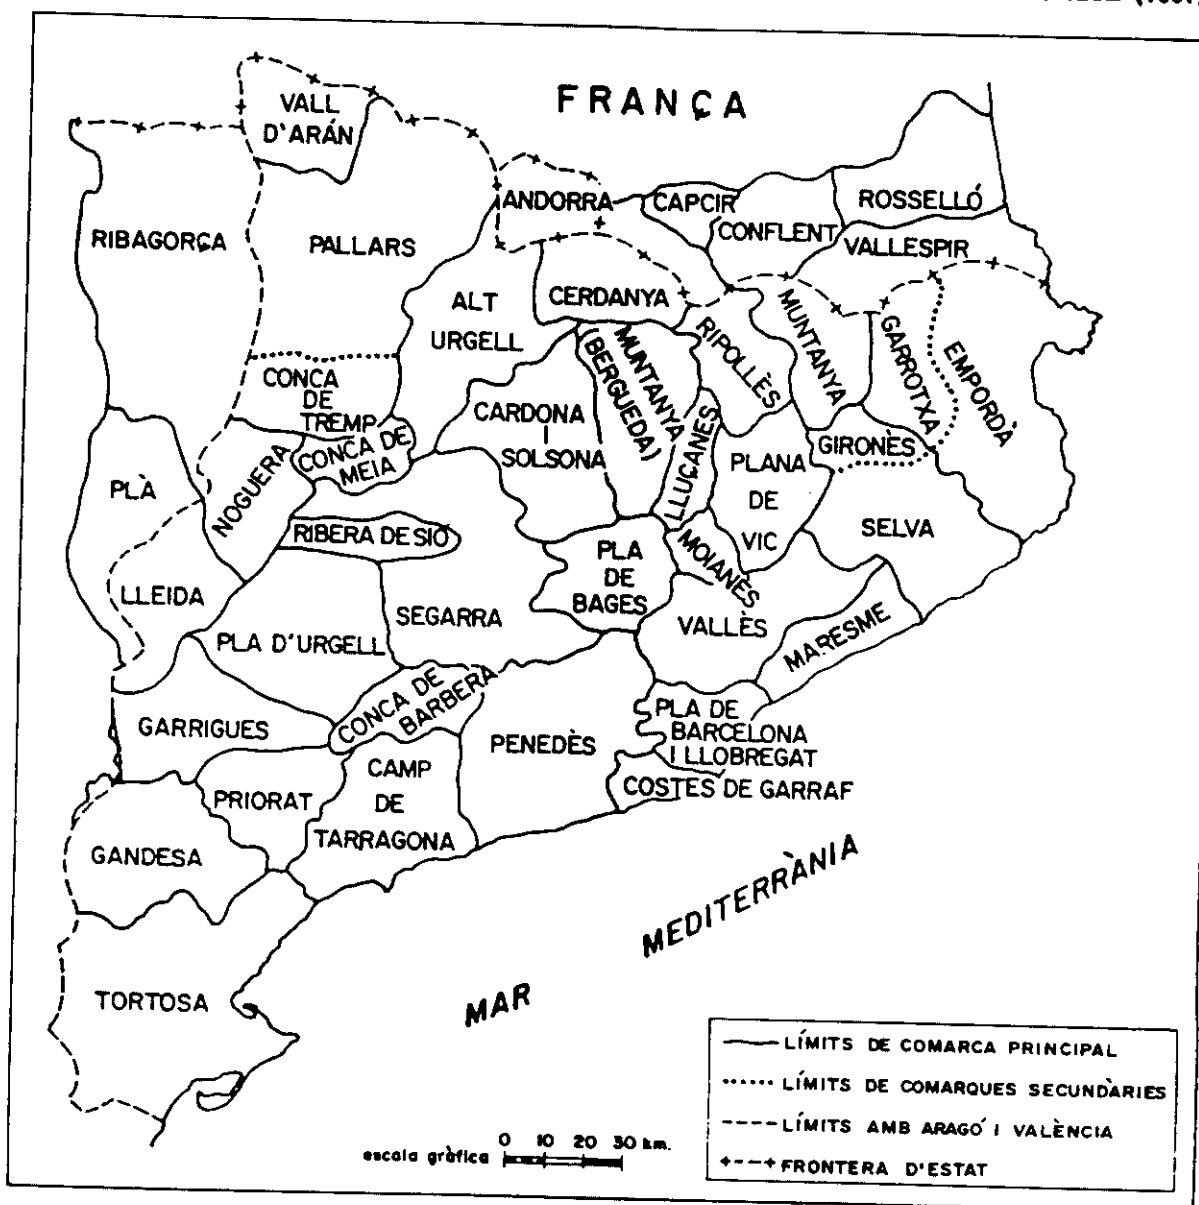 FRANÇA
VALL
D'ARÁN
ANDORRA
CAPCIR
ROSSELLÓ
CONFLENT
VALLESPIR
RIBAGORÇA
PALLARS
ALT
URGELL
CERDANYA
RIPOLLÈS
MUNTANYA
GARROTXA
EMPORDÀ
MUNTANYA
(BERGUEDA)
CONCA
DE
TREMP
CONCA DE
MEIA
CARDONA
SOLSONA
LLUÇANES
PLANA
DE
VIC
GIRONÈS
SELVA
PLÀ
LLEIDA
NOGUERA
RIBERA DE SIÓ
PLA
DE
BAGES
MOIANÈS
SEGARRA
VALLÈS
MARESME
PLA D'URGELL
CONCA DE
BARBERÀ
GARRIGUES
PENEDÈS
PLA DE
BARCELONA
I LLOBREGAT
COSTES DE GARRAF
PRIORAT
CAMP
DE
TARRAGONA
GANDESA
TORTOSA
MAR
MEDITERRÀNIA
LÍMITS DE COMARCA PRINCIPAL
LÍMITS DE COMARQUES SECUNDÀRIES
LÍMITS AMB ARAGÓ I VALÈNCIA
FRONTERA D'ESTAT
escala gràfica 0 10 20 30 km.